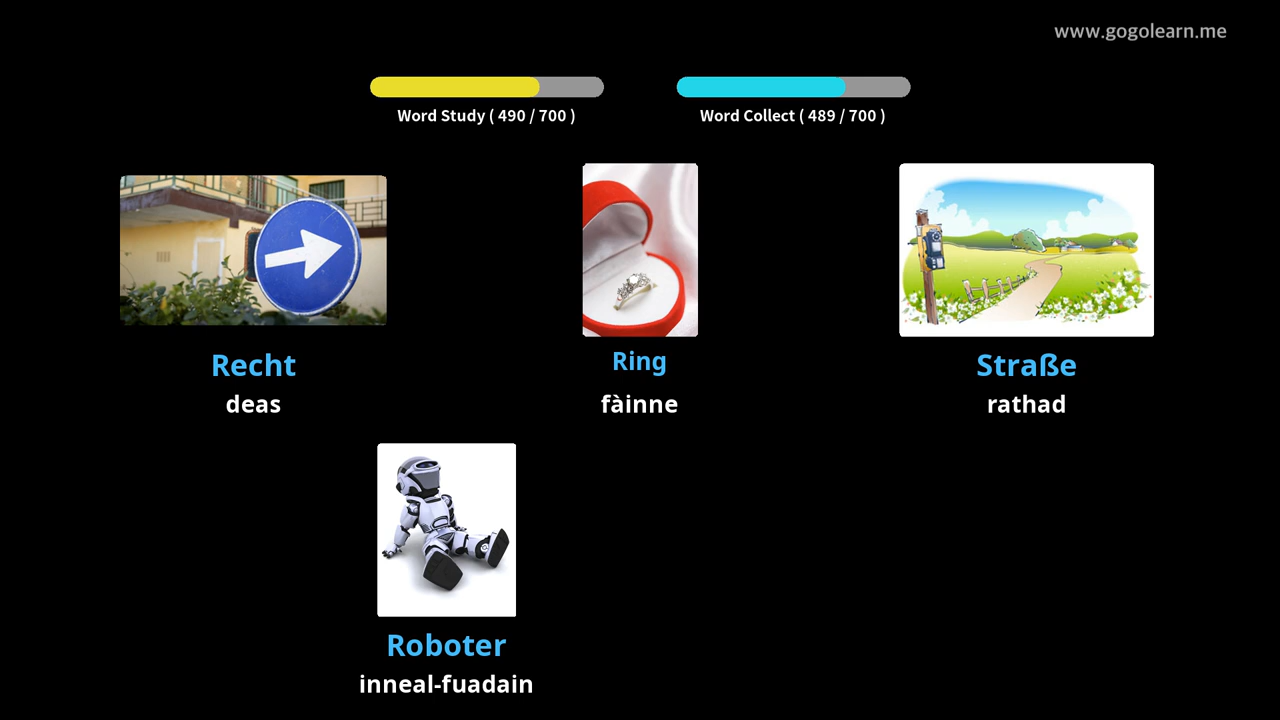 www.gogolearn.me
Word Study ( 490 / 700 )
Word Collect ( 489 / 700 )
Recht
deas
Ring
fàinne
Straße
rathad
Roboter
inneal-fuadain